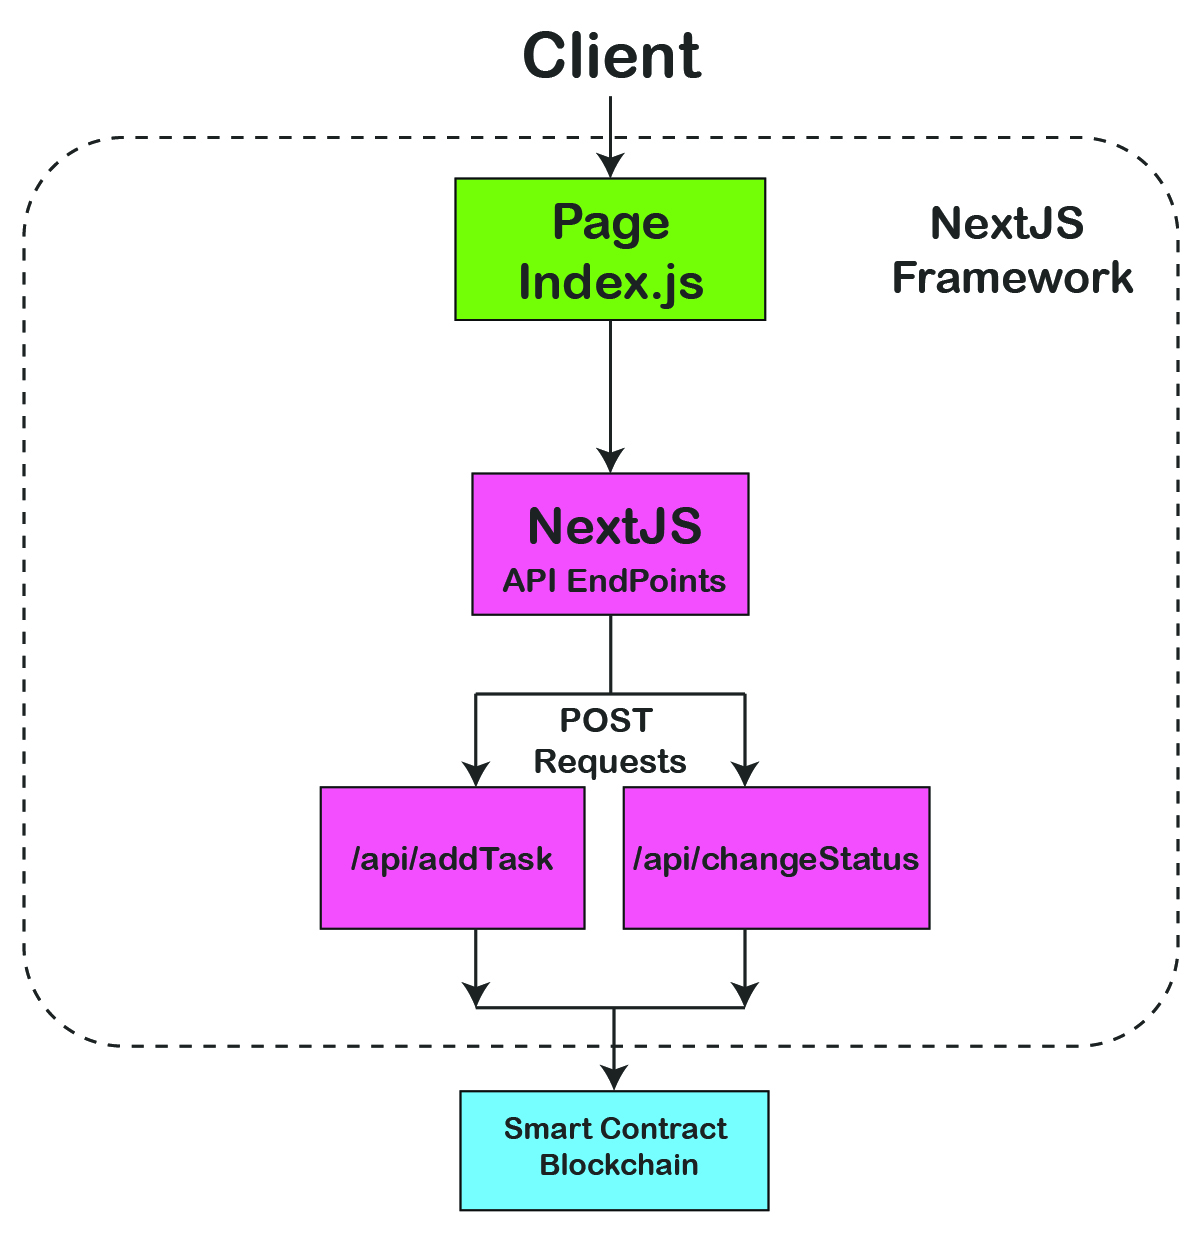 Client
Page
Index.js
NextJS
Framework
NextJS
API EndPoints
POST
Requests
/api/addTask
/api/changeStatus
Smart Contract
Blockchain